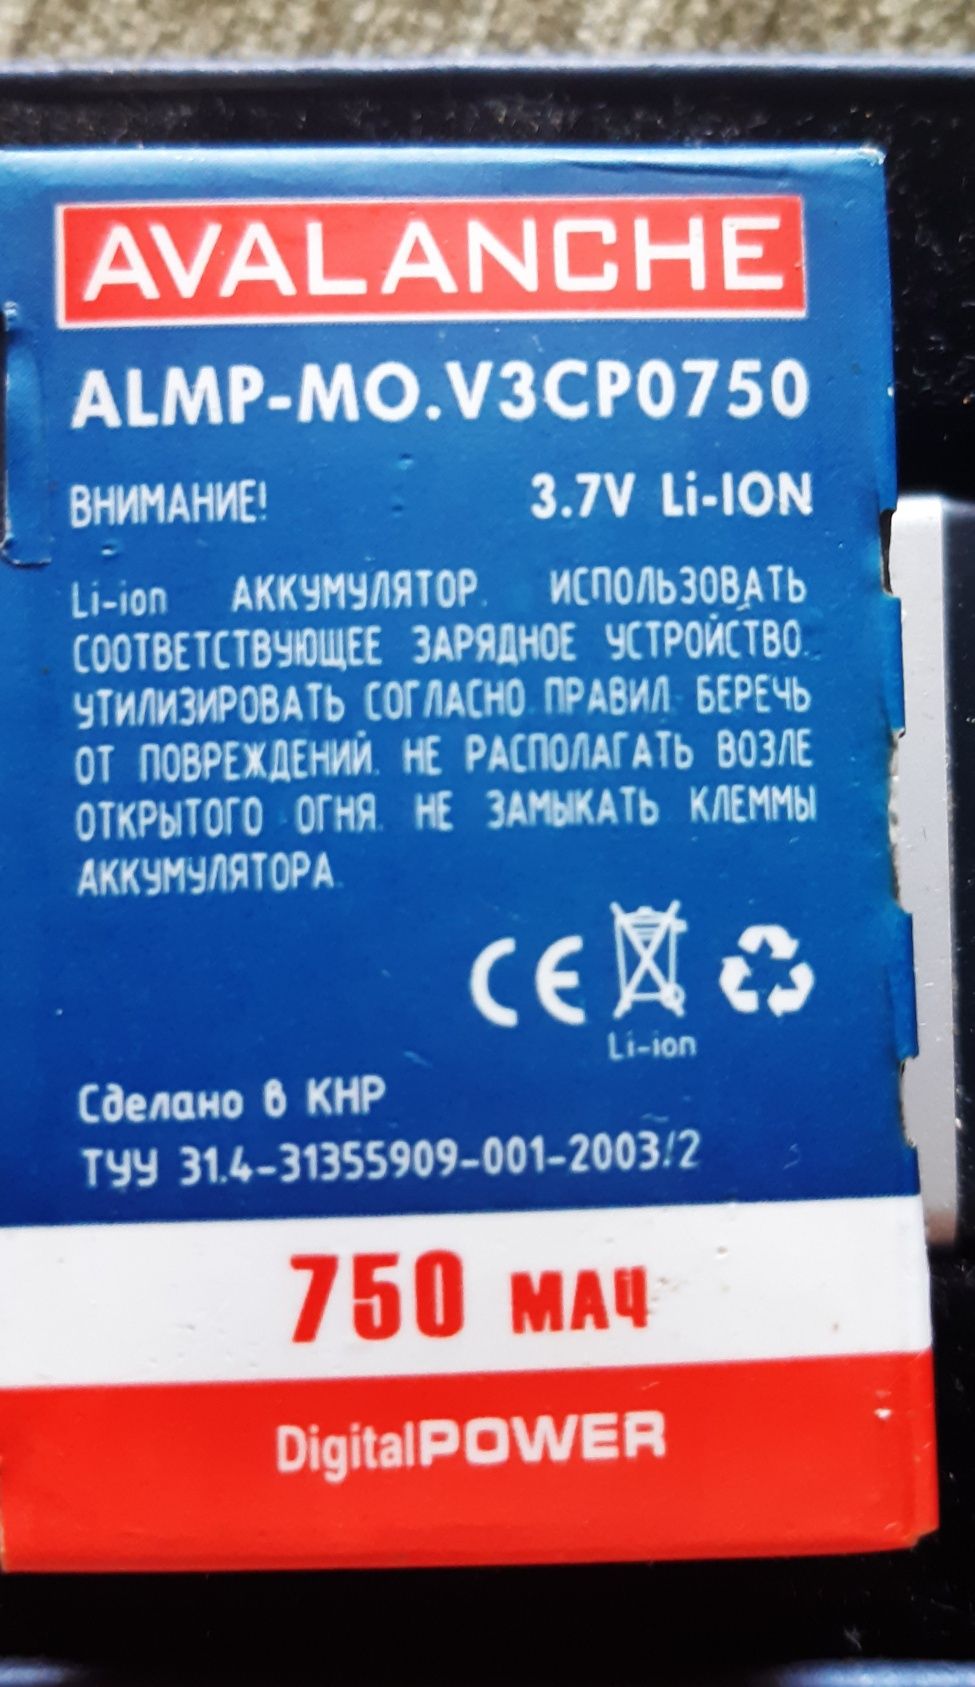 AVALANCHE
ALMP-MO.V3CP0750
ВНИМАНИЕ! 3.7V Li-ION
Li-ion АККУМУЛЯТОР. ИСПОЛЬЗОВАТЬ
СООТВЕТСТВУЮЩЕЕ ЗАРЯДНОЕ УСТРОЙСТВО.
УТИЛИЗИРОВАТЬ СОГЛАСНО ПРАВИЛ. БЕРЕЧЬ
ОТ ПОВРЕЖДЕНИЙ. НЕ РАСПОЛАГАТЬ ВОЗЛЕ
ОТКРЫТОГО ОГНЯ. НЕ ЗАМЫКАТЬ КЛЕММЫ
АККУМУЛЯТОРА.
CE
Li-ion
Сделано в КНР
ТУУ 31.4-31355909-001-2003/2
750 МАЧ
DigitalPOWER